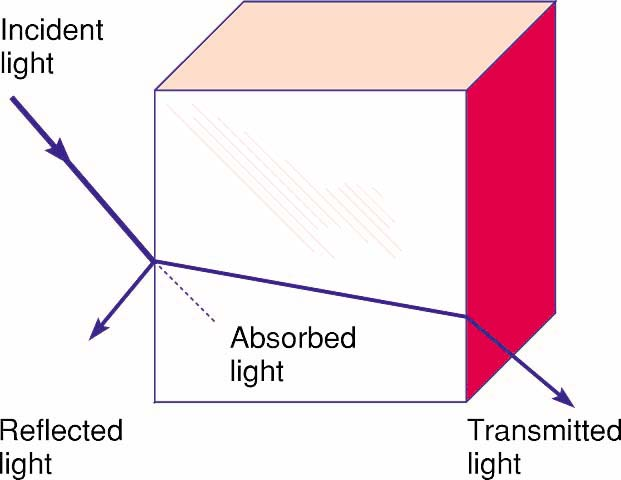 Incident
light
Absorbed
light
Reflected
light
Transmitted
light